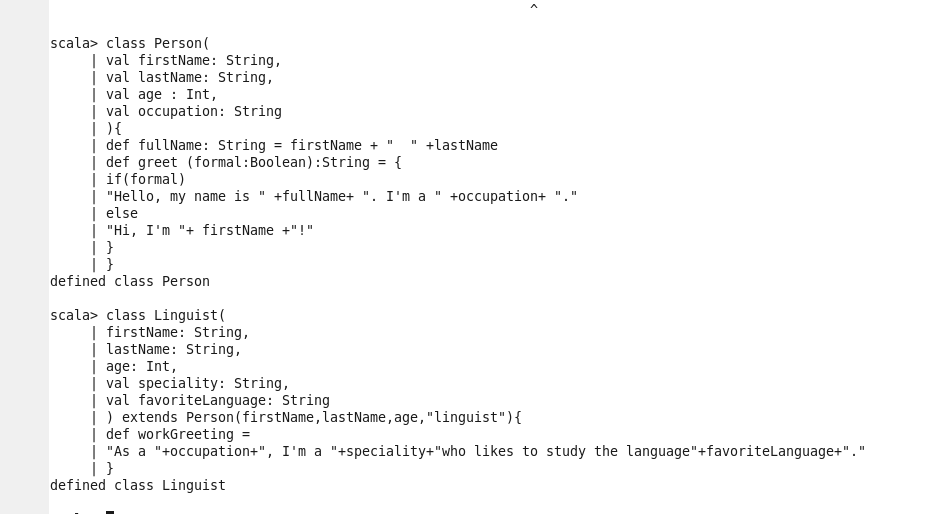 ^
scala> class Person(
     | val firstName: String,
     | val lastName: String,
     | val age : Int,
     | val occupation: String
     | ){
     | def fullName: String = firstName + "  " +lastName
     | def greet (formal:Boolean):String = {
     | if(formal)
     | "Hello, my name is " +fullName+ ". I'm a " +occupation+ "."
     | else
     | "Hi, I'm "+ firstName +"!"
     | }
     | }
defined class Person
scala> class Linguist(
     | firstName: String,
     | lastName: String,
     | age: Int,
     | val speciality: String,
     | val favoriteLanguage: String
     | ) extends Person(firstName,lastName,age,"linguist"){
     | def workGreeting =
     | "As a "+occupation+", I'm a "+speciality+"who likes to study the language"+favoriteLanguage+"."
     | }
defined class Linguist